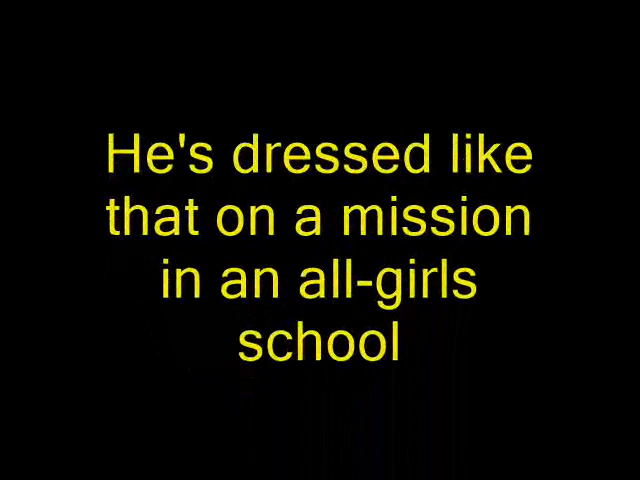 He's dressed like
that on a mission
in an all-girls
school